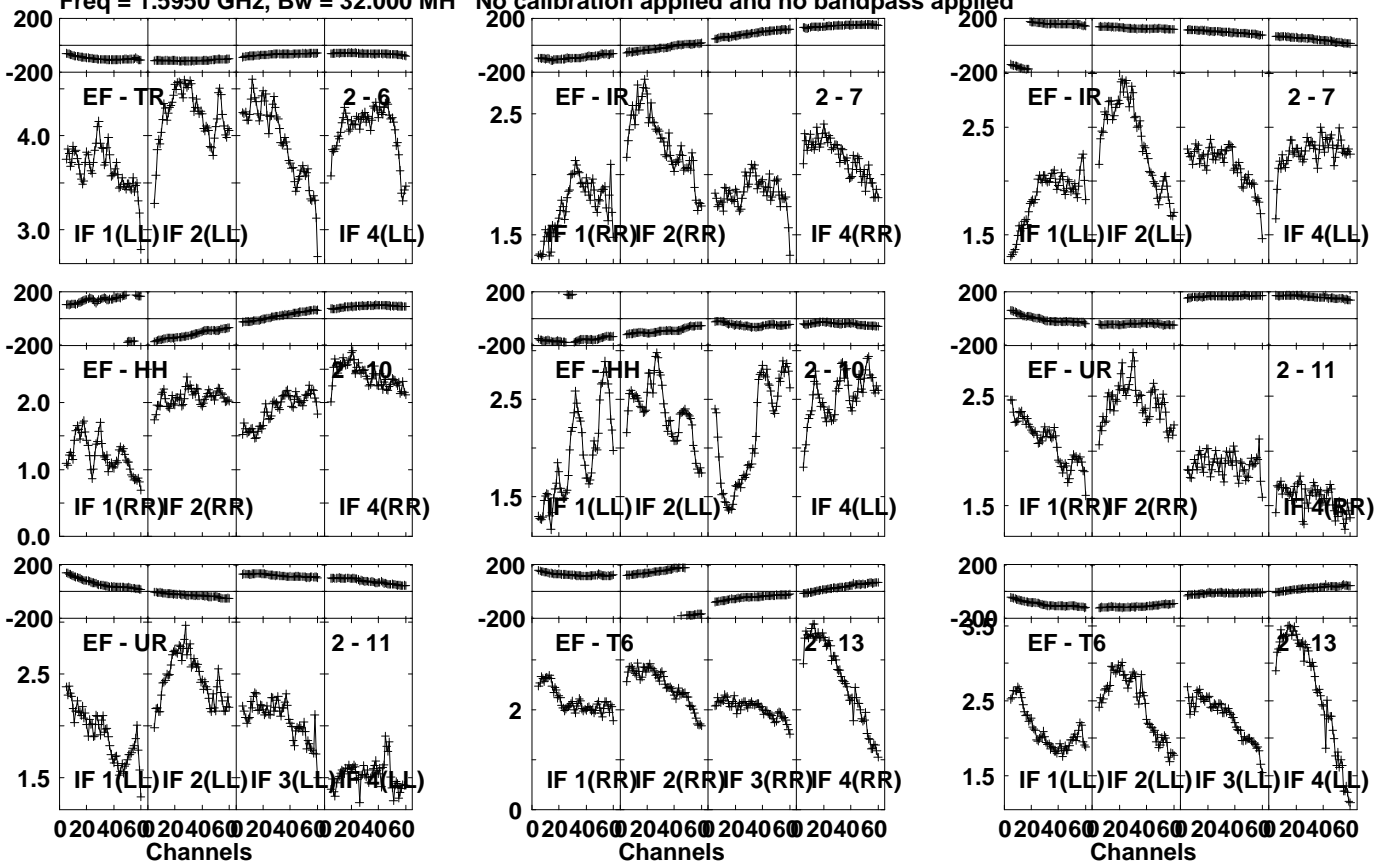 Freq = 1.5950 GHz, Bw = 32.000 MH No calibration applied and no bandpass applied
200
-200
EF - TR 2 - 6
4.0
3.0
IF 1(LL) IF 2(LL) IF 4(LL)
200
-200
EF - IR 2 - 7
2.5
1.5
IF 1(RR) IF 2(RR) IF 4(RR)
200
-200
EF - IR 2 - 7
2.5
1.5
IF 1(LL) IF 2(LL) IF 4(LL)
200
-200
EF - HH 2 - 10
2.0
1.0
0.0
IF 1(RR) IF 2(RR) IF 4(RR)
200
-200
EF - HH 2 - 10
2.5
1.5
IF 1(LL) IF 2(LL) IF 4(LL)
200
-200
EF - UR 2 - 11
2.5
1.5
IF 1(RR) IF 2(RR) IF 4(RR)
200
-200
EF - UR 2 - 11
2.5
1.5
IF 1(LL) IF 2(LL) IF 3(LL) IF 4(LL)
0 20 40 60 0 20 40 60 0 20 40 60 0 20 40 60
Channels
200
-200
EF - T6 2 - 13
2
0
IF 1(RR) IF 2(RR) IF 3(RR) IF 4(RR)
0 20 40 60 0 20 40 60 0 20 40 60 0 20 40 60
Channels
200
-200
3.5
EF - T6 2 - 13
2.5
1.5
IF 1(LL) IF 2(LL) IF 3(LL) IF 4(LL)
0 20 40 60 0 20 40 60 0 20 40 60 0 20 40 60
Channels